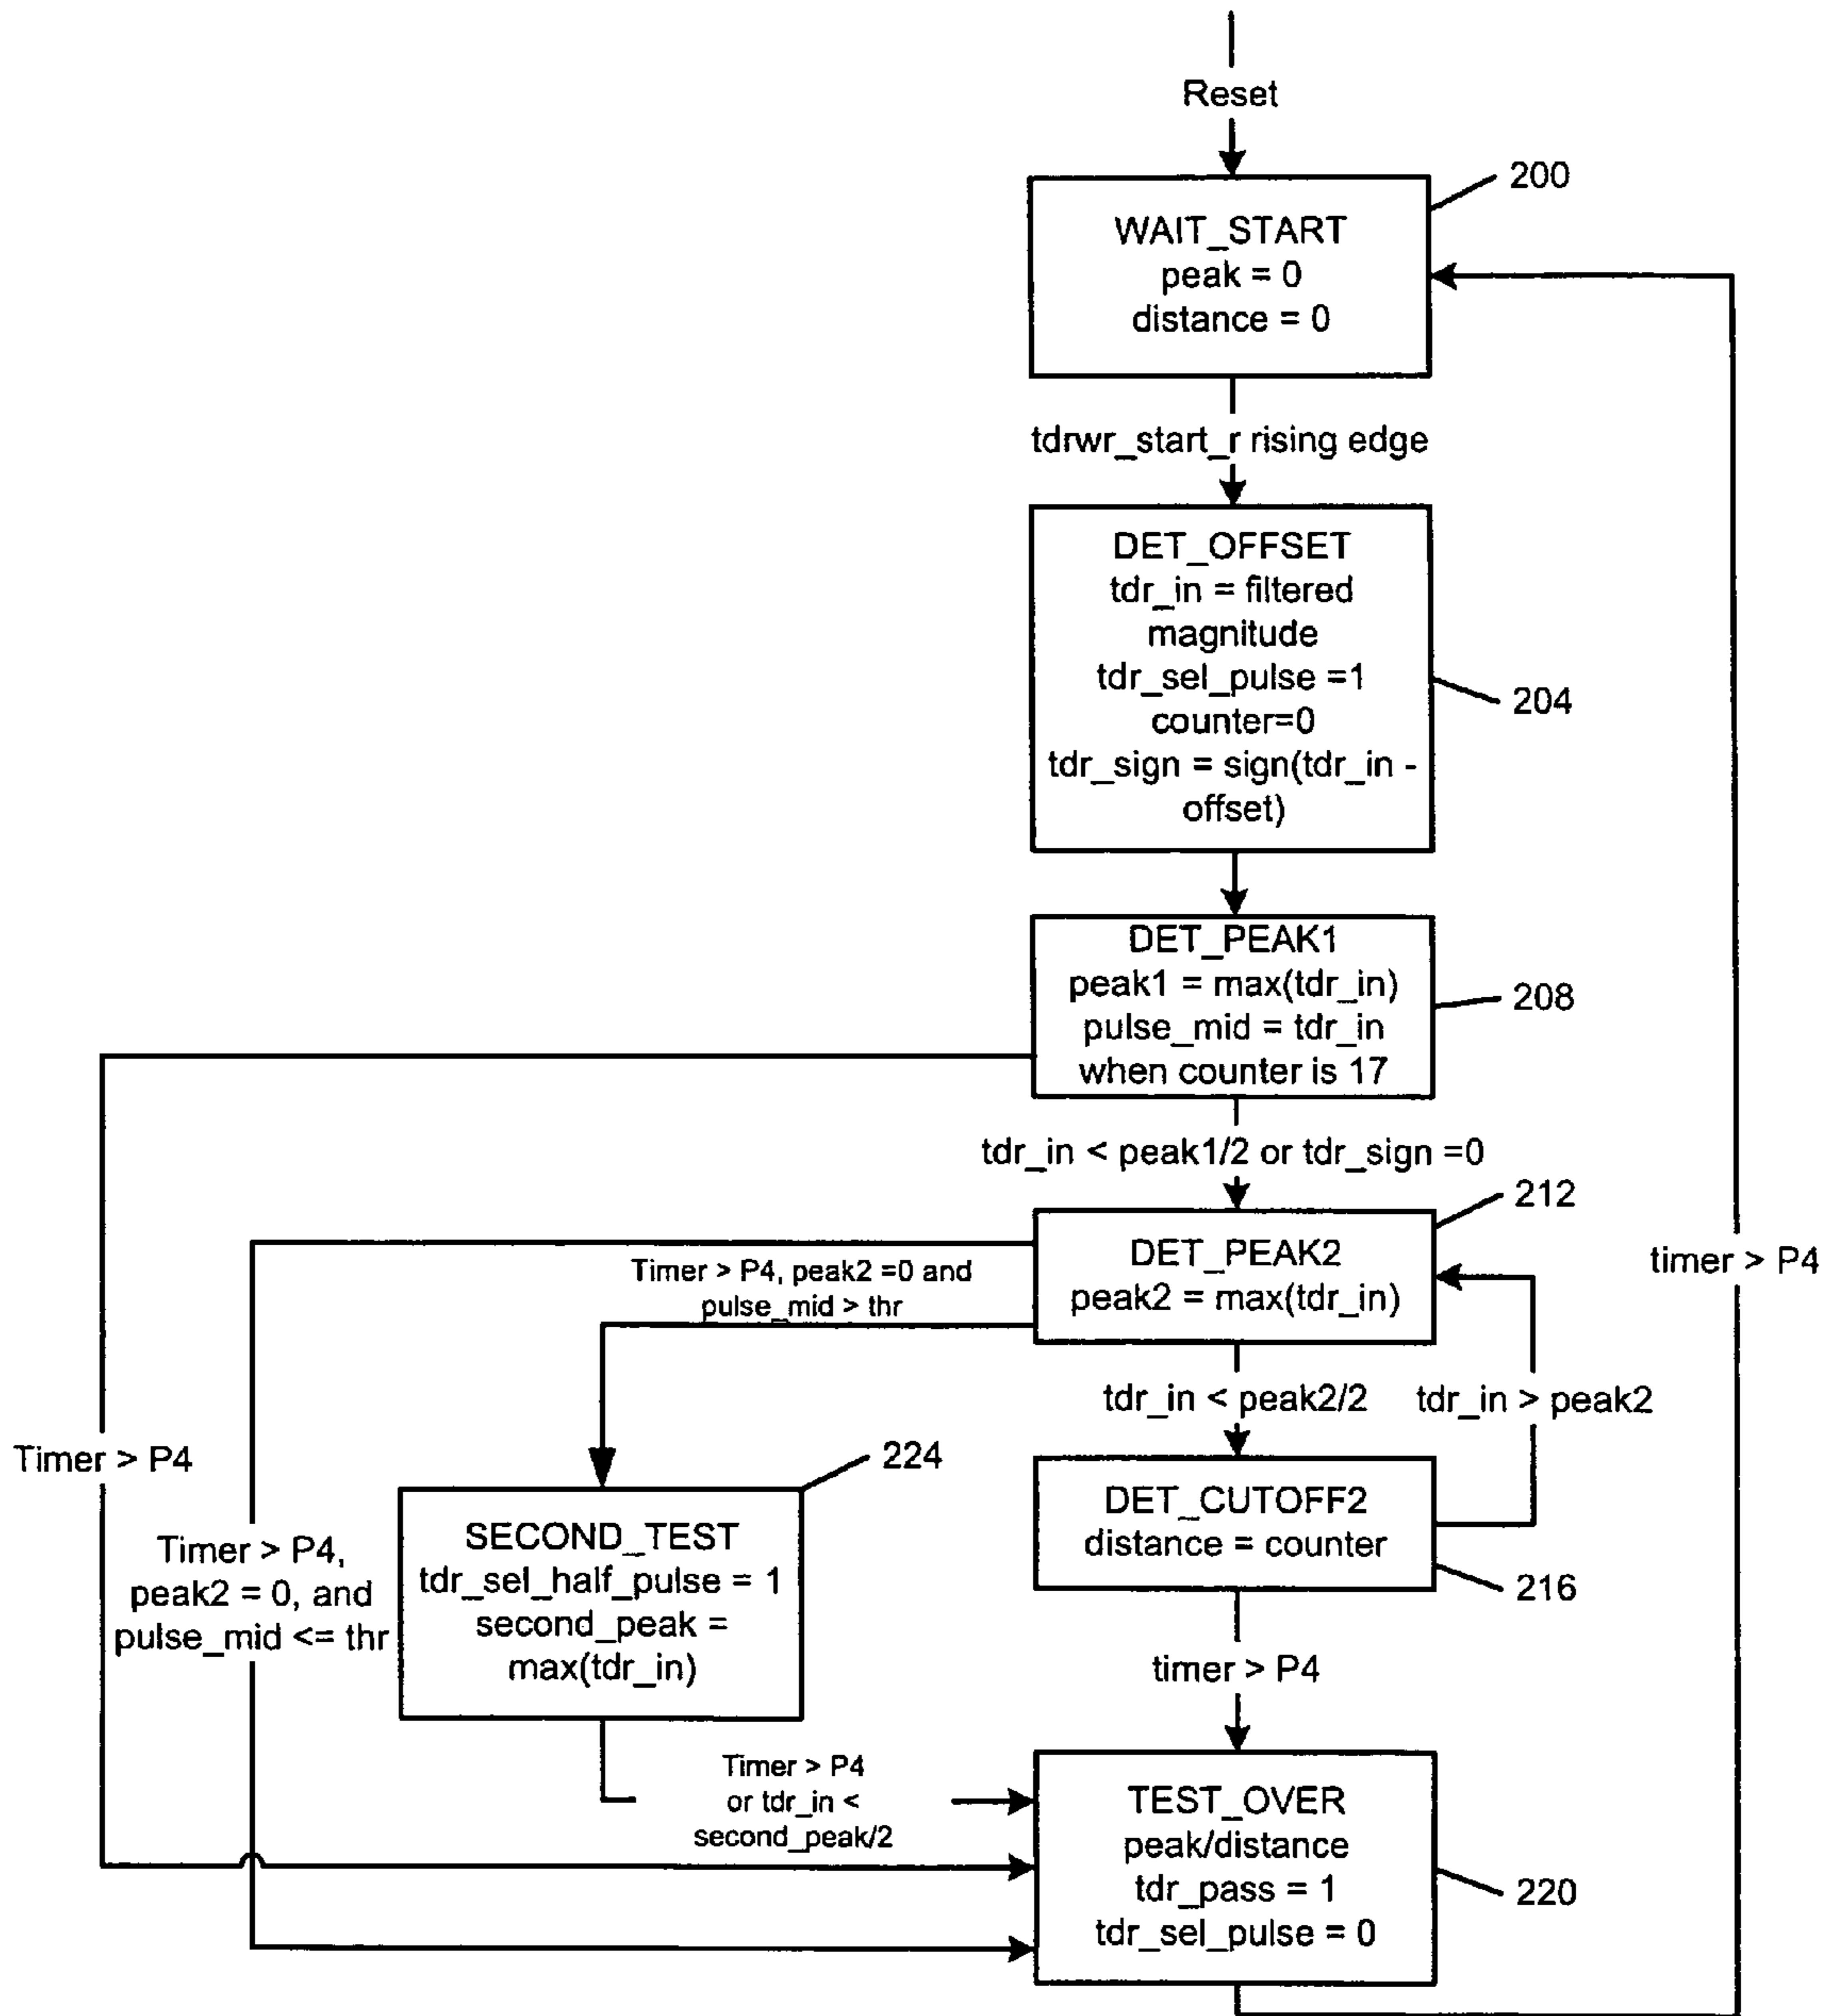 Reset
200
WAIT_START
peak = 0
distance = 0
tdrwr_start_r rising edge
DET_OFFSET
tdr_in = filtered
magnitude
tdr_sel_pulse =1
counter=0
tdr_sign = sign(tdr_in -
offset)
204
DET_PEAK1
peak1 = max(tdr_in)
pulse_mid = tdr_in
when counter is 17
208
tdr_in < peak1/2 or tdr_sign =0
212
DET_PEAK2
peak2 = max(tdr_in)
timer > P4
Timer > P4, peak2 =0 and
pulse_mid > thr
tdr_in < peak2/2
tdr_in > peak2
Timer > P4
224
SECOND_TEST
tdr_sel_half_pulse = 1
second_peak =
max(tdr_in)
DET_CUTOFF2
distance = counter
216
Timer > P4,
peak2 = 0, and
pulse_mid <= thr
timer > P4
Timer > P4
or tdr_in <
second_peak/2
TEST_OVER
peak/distance
tdr_pass = 1
tdr_sel_pulse = 0
220